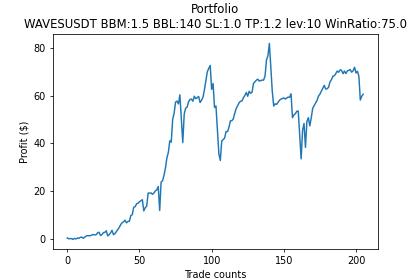 Portfolio
WAVESUSDT BBM:1.5 BBL:140 SL:1.0 TP:1.2 lev:10 WinRatio:75.0
80
60
40
20
0
Profit ($)
0 50 100 150 200
Trade counts